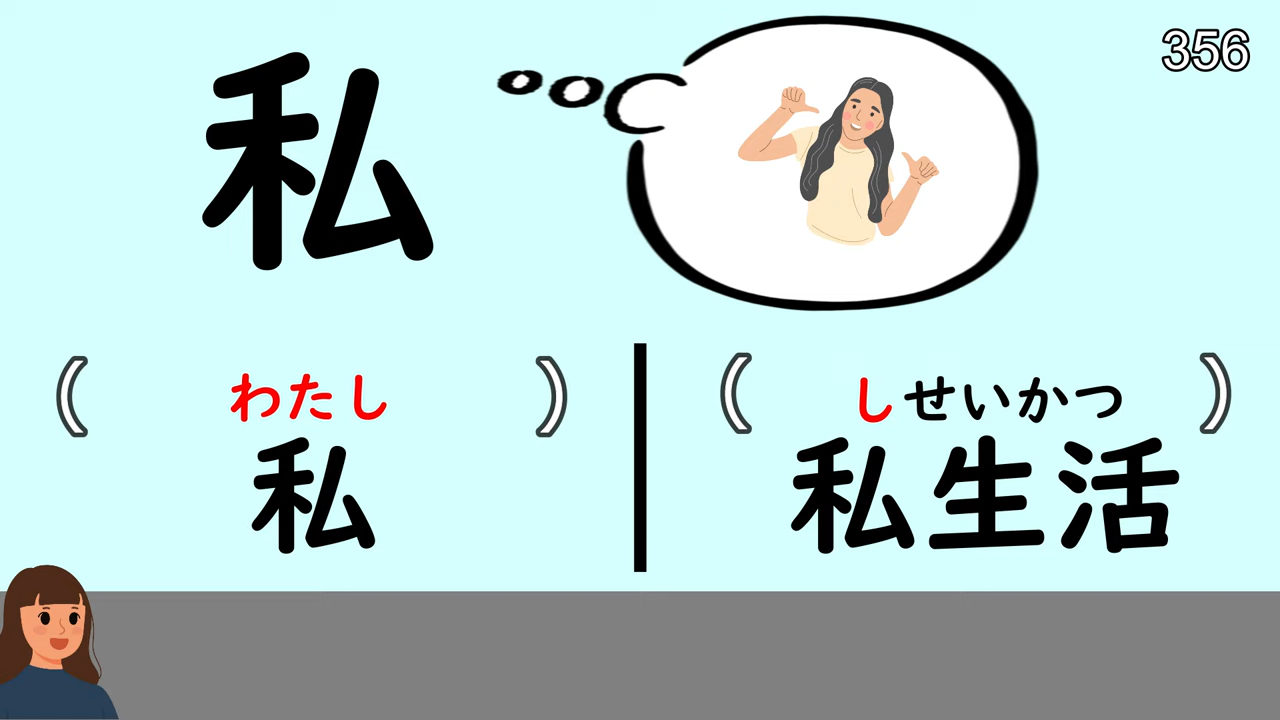 356
私
(わたし)
私
(しせいかつ)
私生活